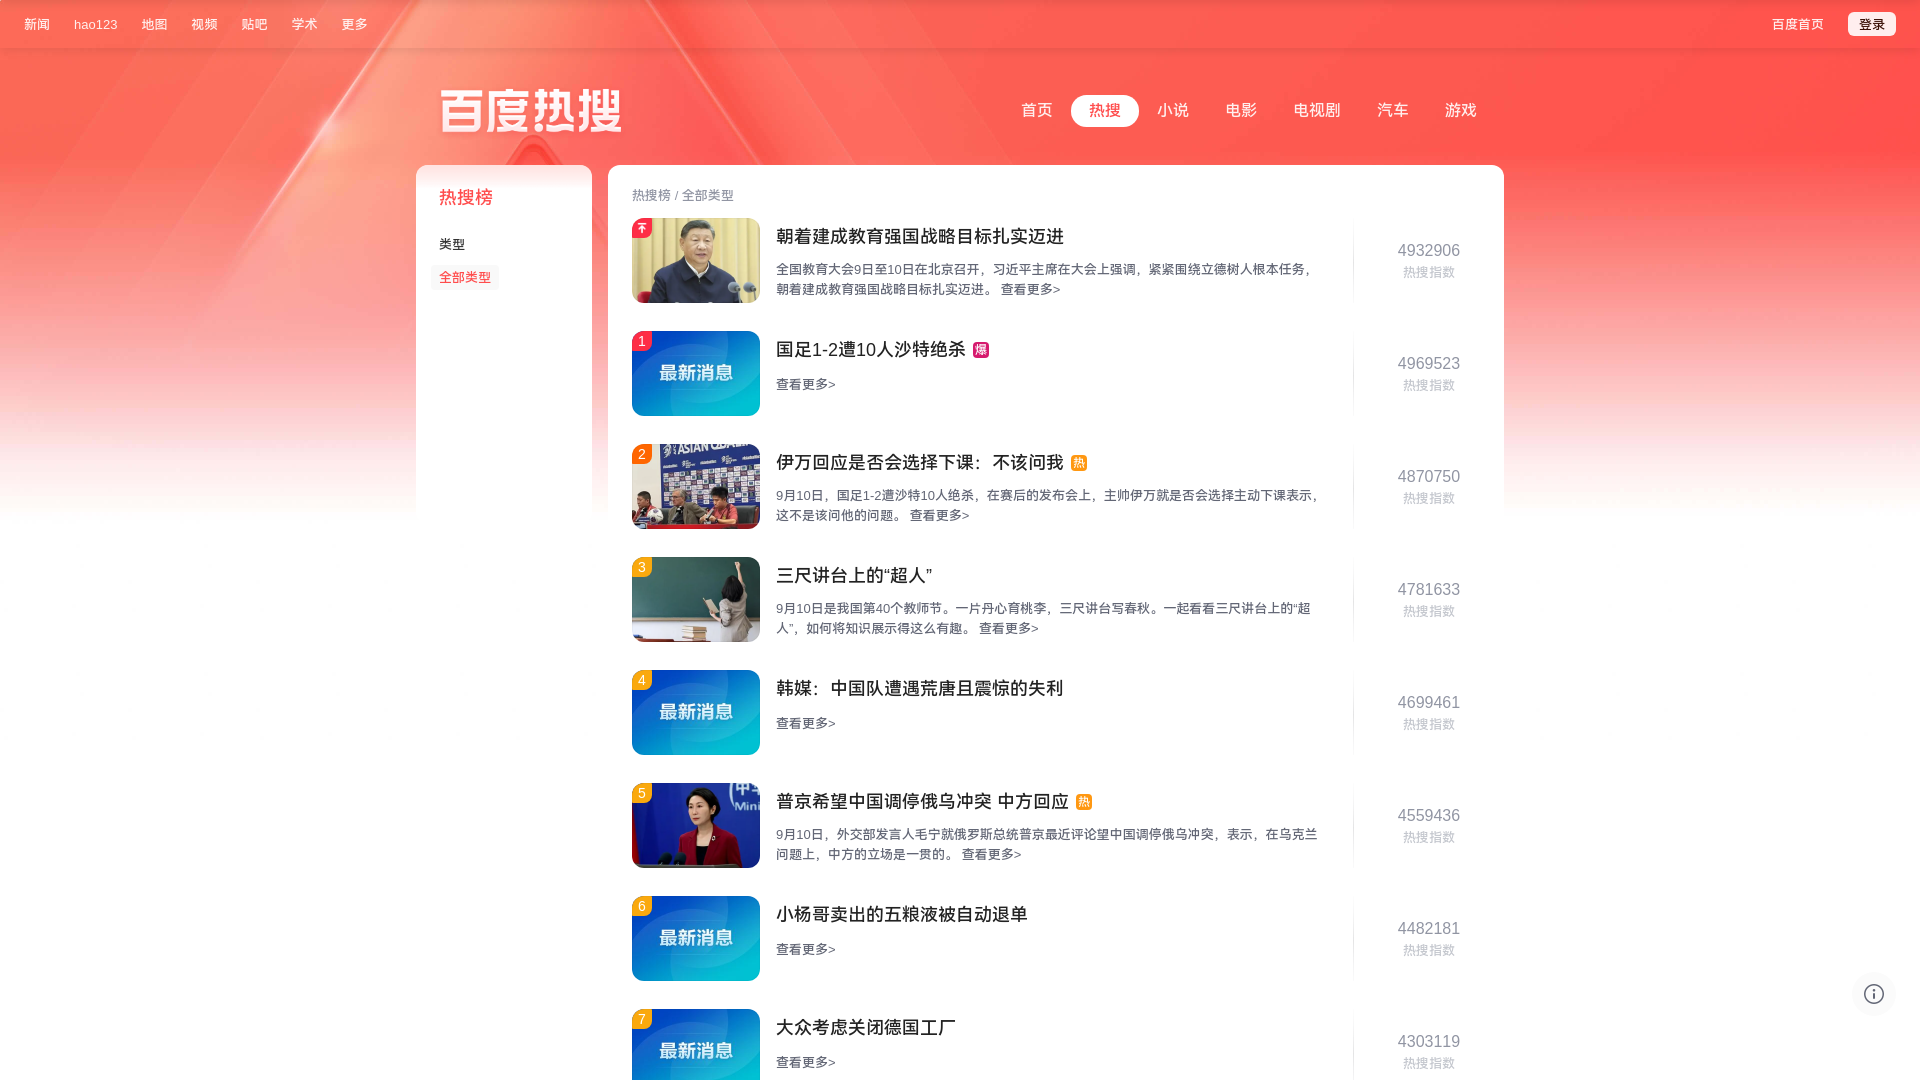 新闻
hao123
地图
视频
贴吧
学术
更多
百度首页
登录
百度热搜
首页
热搜
小说
电影
电视剧
汽车
游戏
热搜榜
类型
全部类型
热搜榜 / 全部类型
朝着建成教育强国战略目标扎实迈进
全国教育大会9日至10日在北京召开，习近平主席在大会上强调，紧紧围绕立德树人根本任务，
朝着建成教育强国战略目标扎实迈进。 查看更多>
4932906
热搜指数
1
最新消息
国足1-2遭10人沙特绝杀 爆
查看更多>
4969523
热搜指数
2
ASIAN QUAL
伊万回应是否会选择下课：不该问我 热
9月10日，国足1-2遭沙特10人绝杀，在赛后的发布会上，主帅伊万就是否会选择主动下课表示，
这不是该问他的问题。 查看更多>
4870750
热搜指数
3
三尺讲台上的“超人”
9月10日是我国第40个教师节。一片丹心育桃李，三尺讲台写春秋。一起看看三尺讲台上的“超
人”，如何将知识展示得这么有趣。 查看更多>
4781633
热搜指数
4
最新消息
韩媒：中国队遭遇荒唐且震惊的失利
查看更多>
4699461
热搜指数
5
Mini
普京希望中国调停俄乌冲突 中方回应 热
9月10日，外交部发言人毛宁就俄罗斯总统普京最近评论望中国调停俄乌冲突，表示，在乌克兰
问题上，中方的立场是一贯的。 查看更多>
4559436
热搜指数
6
最新消息
小杨哥卖出的五粮液被自动退单
查看更多>
4482181
热搜指数
7
最新消息
大众考虑关闭德国工厂
查看更多>
4303119
热搜指数